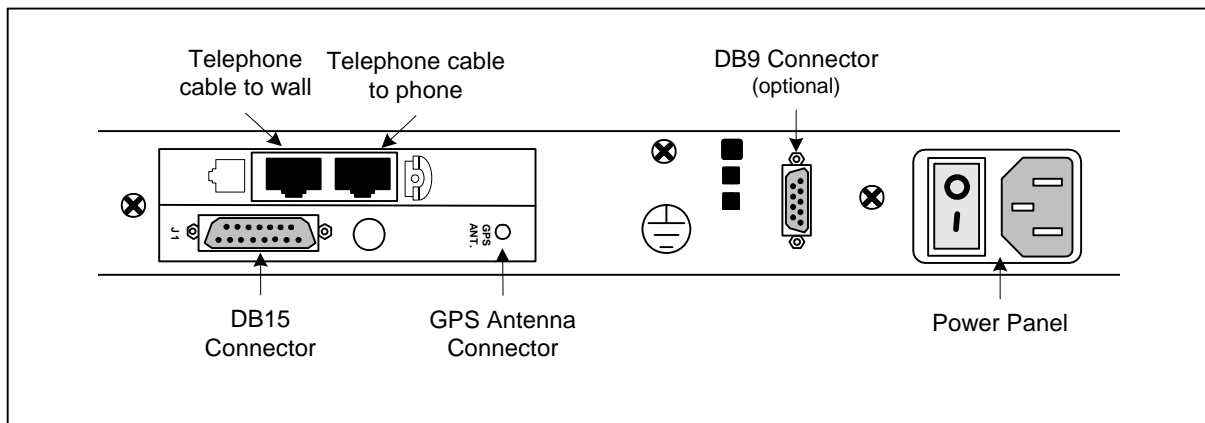 Telephone
cable to wall
Telephone cable
to phone
DB9 Connector
(optional)
J1
GPS
ANT.
DB15
Connector
GPS Antenna
Connector
Power Panel